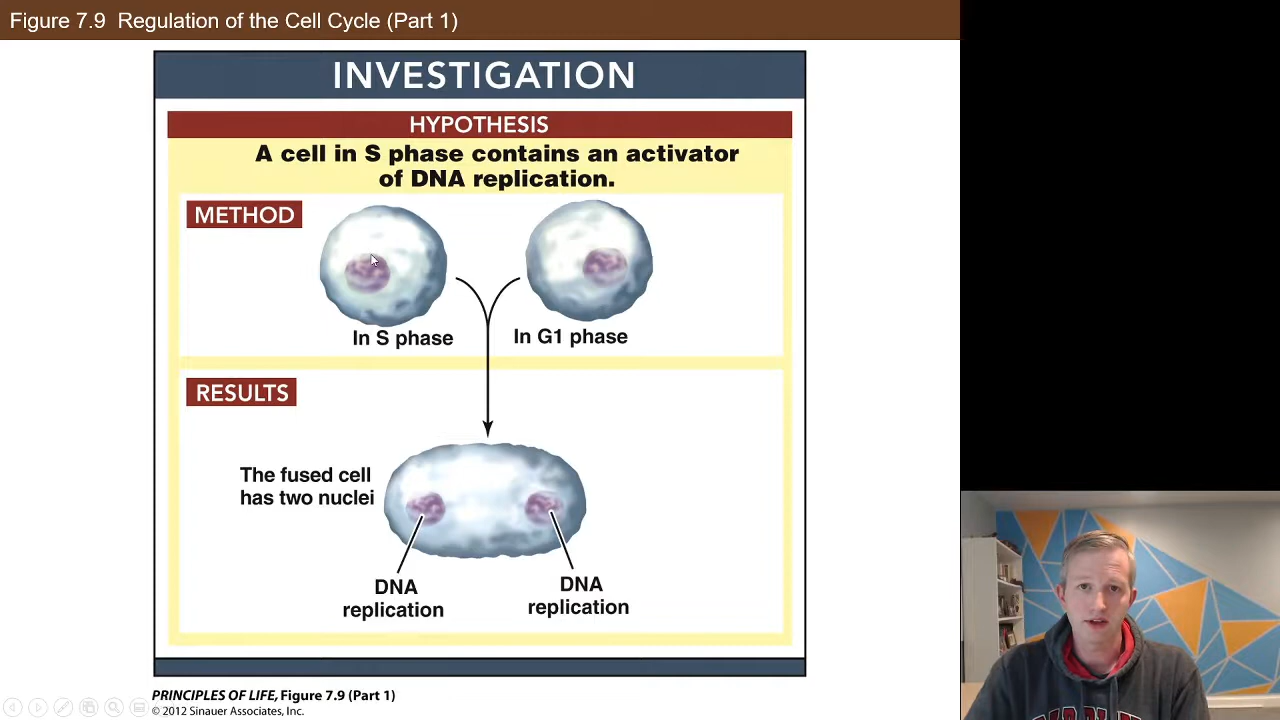 Figure 7.9 Regulation of the Cell Cycle (Part 1)
INVESTIGATION
HYPOTHESIS
A cell in S phase contains an activator
of DNA replication.
METHOD
In S phase
In G1 phase
RESULTS
The fused cell
has two nuclei
DNA
replication
DNA
replication
PRINCIPLES OF LIFE, Figure 7.9 (Part 1)
© 2012 Sinauer Associates, Inc.